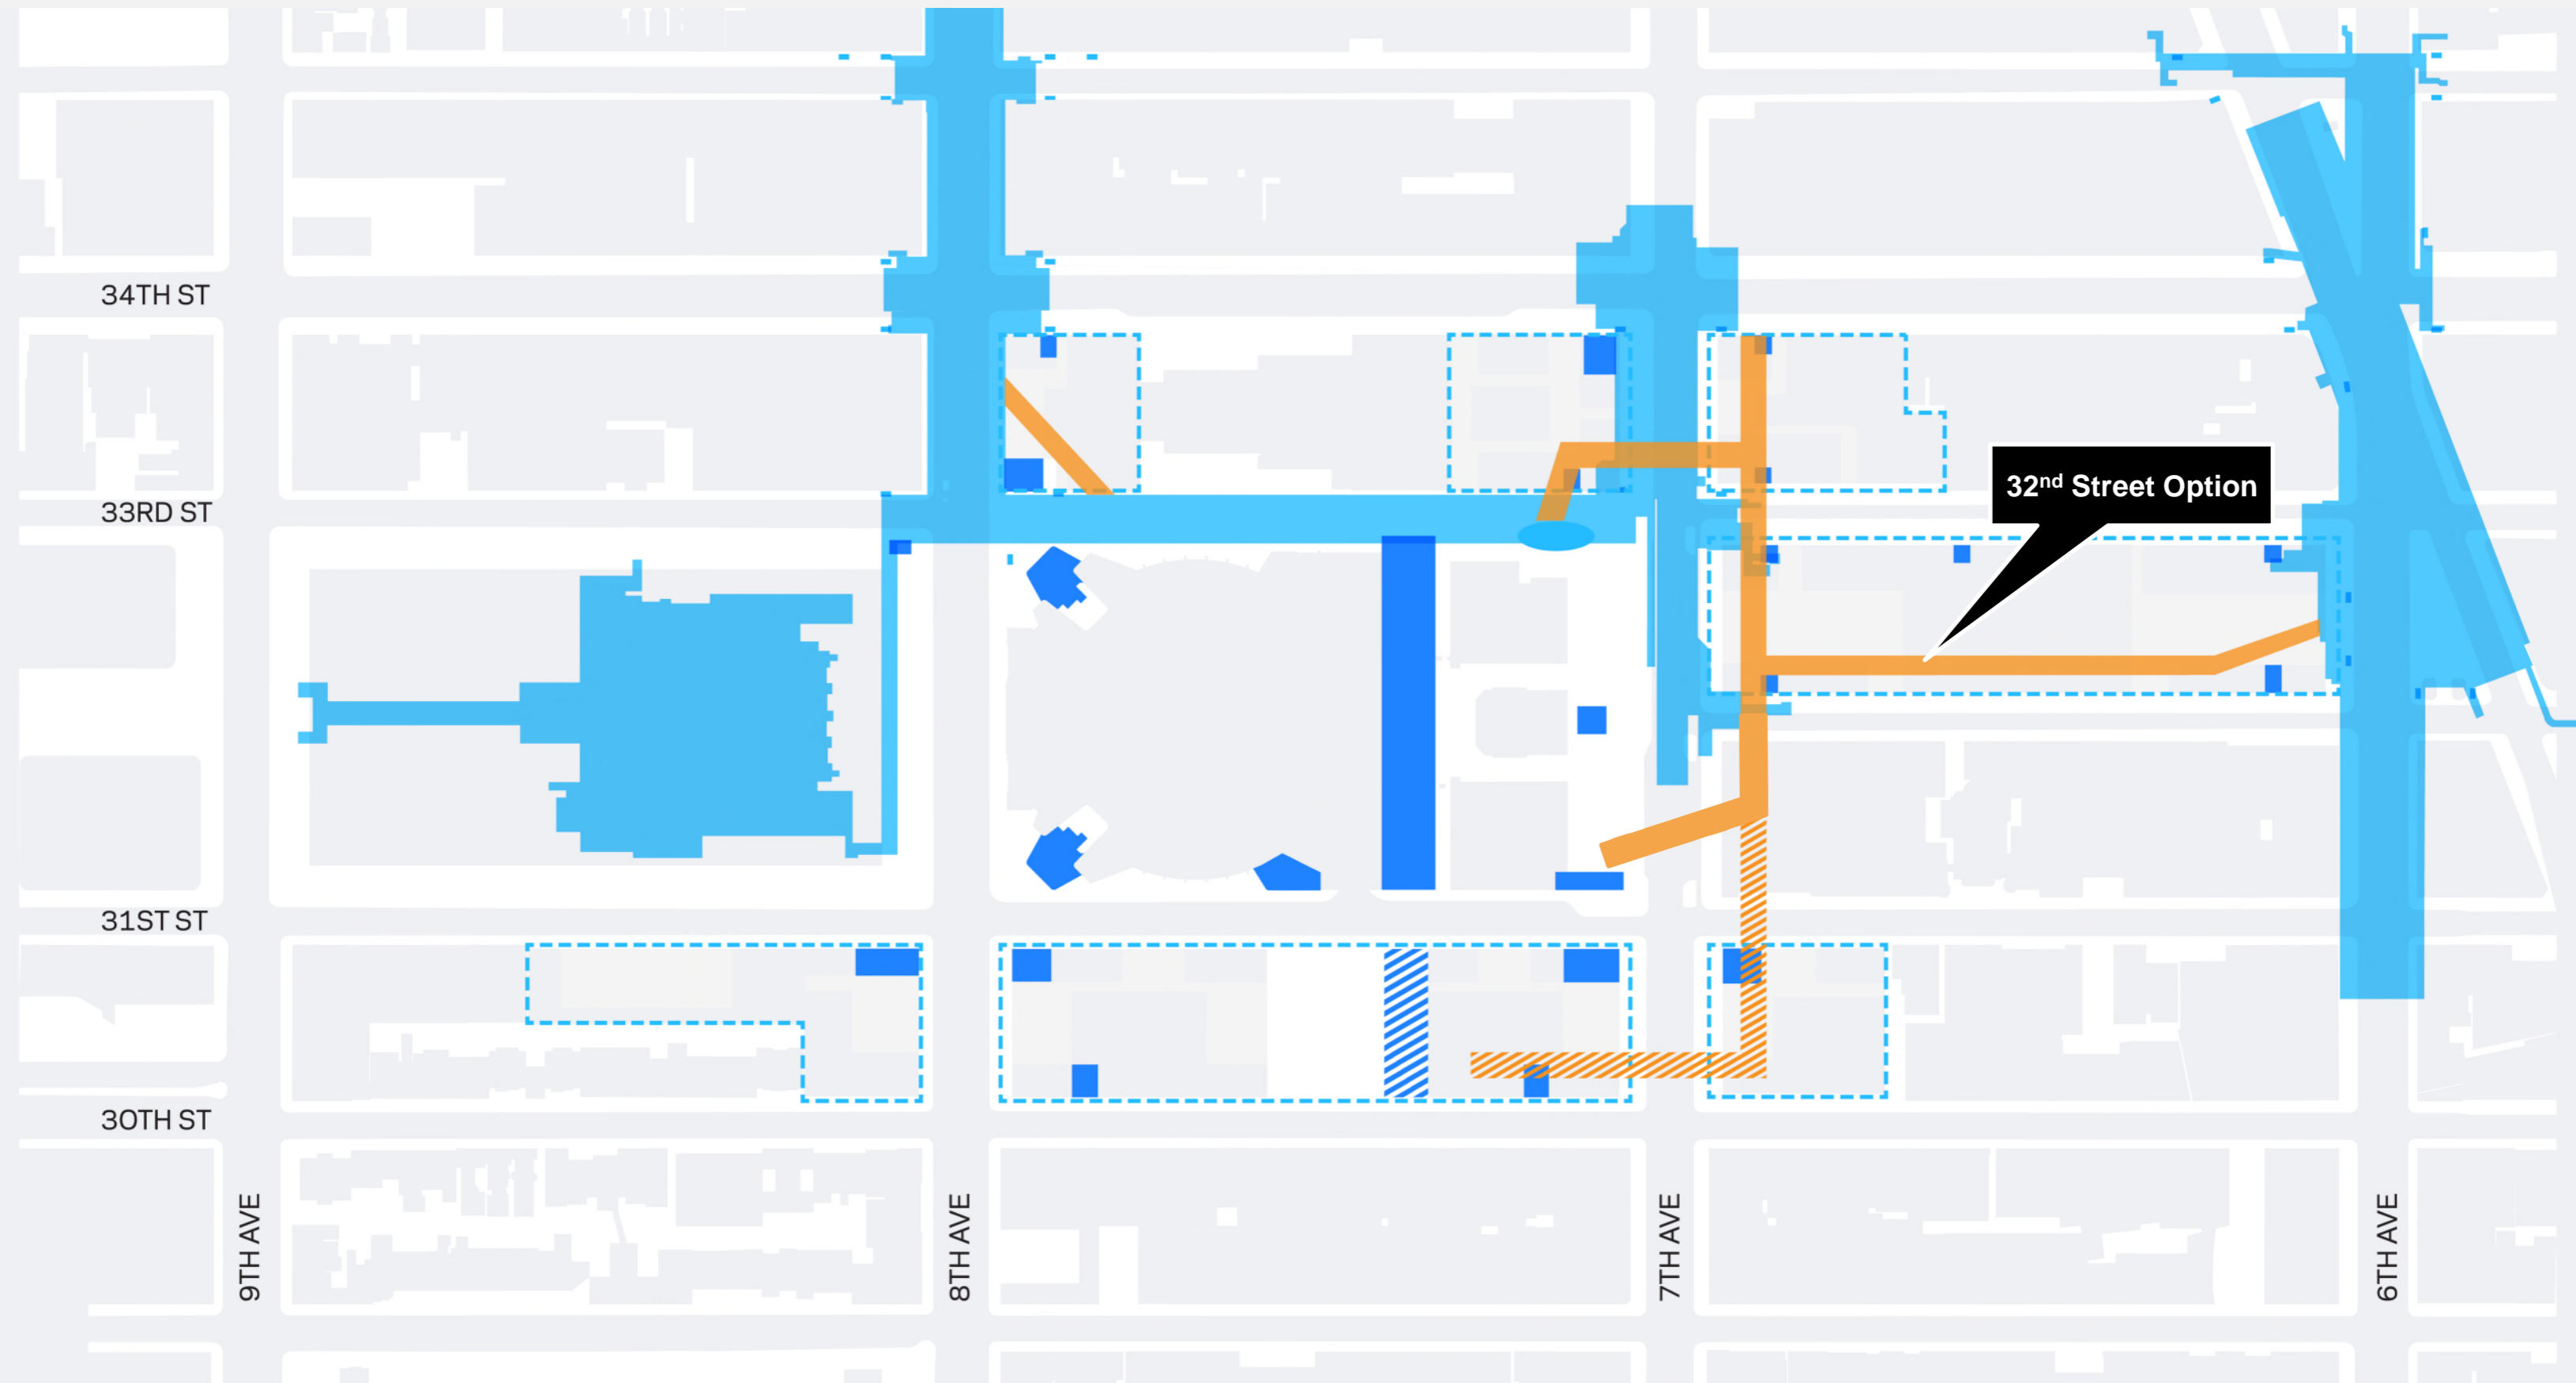 34TH ST
32nd Street Option
33RD ST
31ST ST
30TH ST
9TH AVE
8TH AVE
7TH AVE
6TH AVE